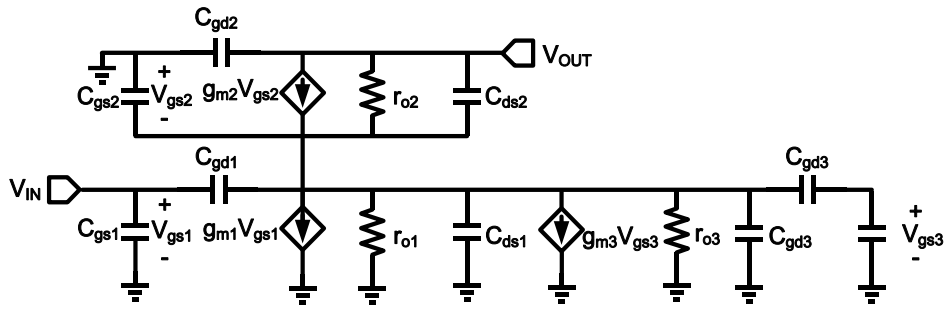 Cgd2
VOUT
Cgs2 + Vgs2 - gm2Vgs2 ro2 Cds2
Cgd1 Cgd3
VIN
Cgs1 + Vgs1 - gm1Vgs1 ro1 Cds1 gm3Vgs3 ro3 Cgd3 + Vgs3 -